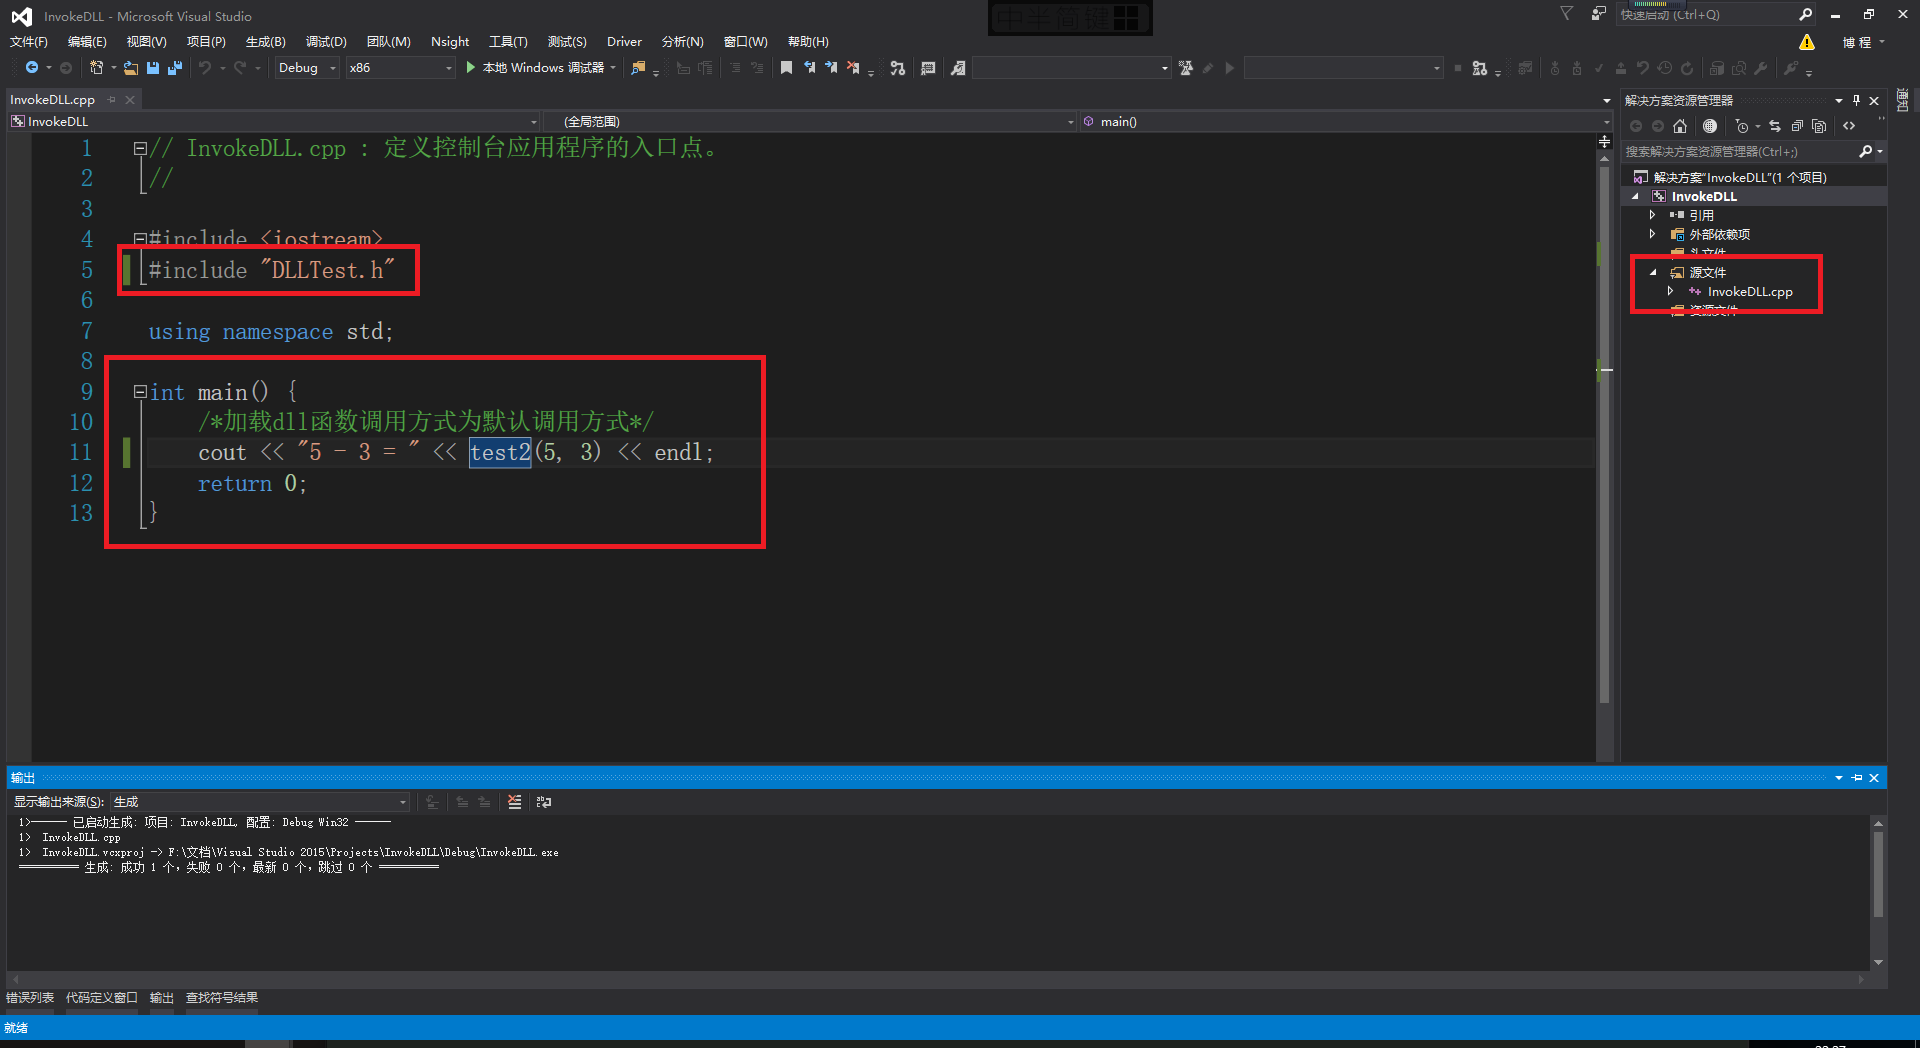 InvokeDLL - Microsoft Visual Studio
中半简键
快速启动 (Ctrl+Q)
文件(F) 编辑(E) 视图(V) 项目(P) 生成(B) 调试(D) 团队(M) Nsight 工具(T) 测试(S) Driver 分析(N) 窗口(W) 帮助(H)
博 程
Debug x86 本地 Windows 调试器
InvokeDLL.cpp
InvokeDLL (全局范围) main()
1 // InvokeDLL.cpp : 定义控制台应用程序的入口点。
2 //
3
4 #include <iostream>
5 #include "DLLTest.h"
6
7 using namespace std;
8
9 int main() {
10 /*加载dll函数调用方式为默认调用方式*/
11 cout << "5 - 3 = " << test2(5, 3) << endl;
12 return 0;
13 }
解决方案资源管理器
搜索解决方案资源管理器(Ctrl+;)
解决方案"InvokeDLL"(1 个项目)
InvokeDLL
引用
外部依赖项
头文件
源文件
InvokeDLL.cpp
资源文件
通知
输出
显示输出来源(S): 生成
1>------ 已启动生成: 项目: InvokeDLL, 配置: Debug Win32 ------
1> InvokeDLL.cpp
1> InvokeDLL.vcxproj -> F:\文档\Visual Studio 2015\Projects\InvokeDLL\Debug\InvokeDLL.exe
========== 生成: 成功 1 个，失败 0 个，最新 0 个，跳过 0 个 ==========
错误列表 代码定义窗口 输出 查找符号结果
就绪